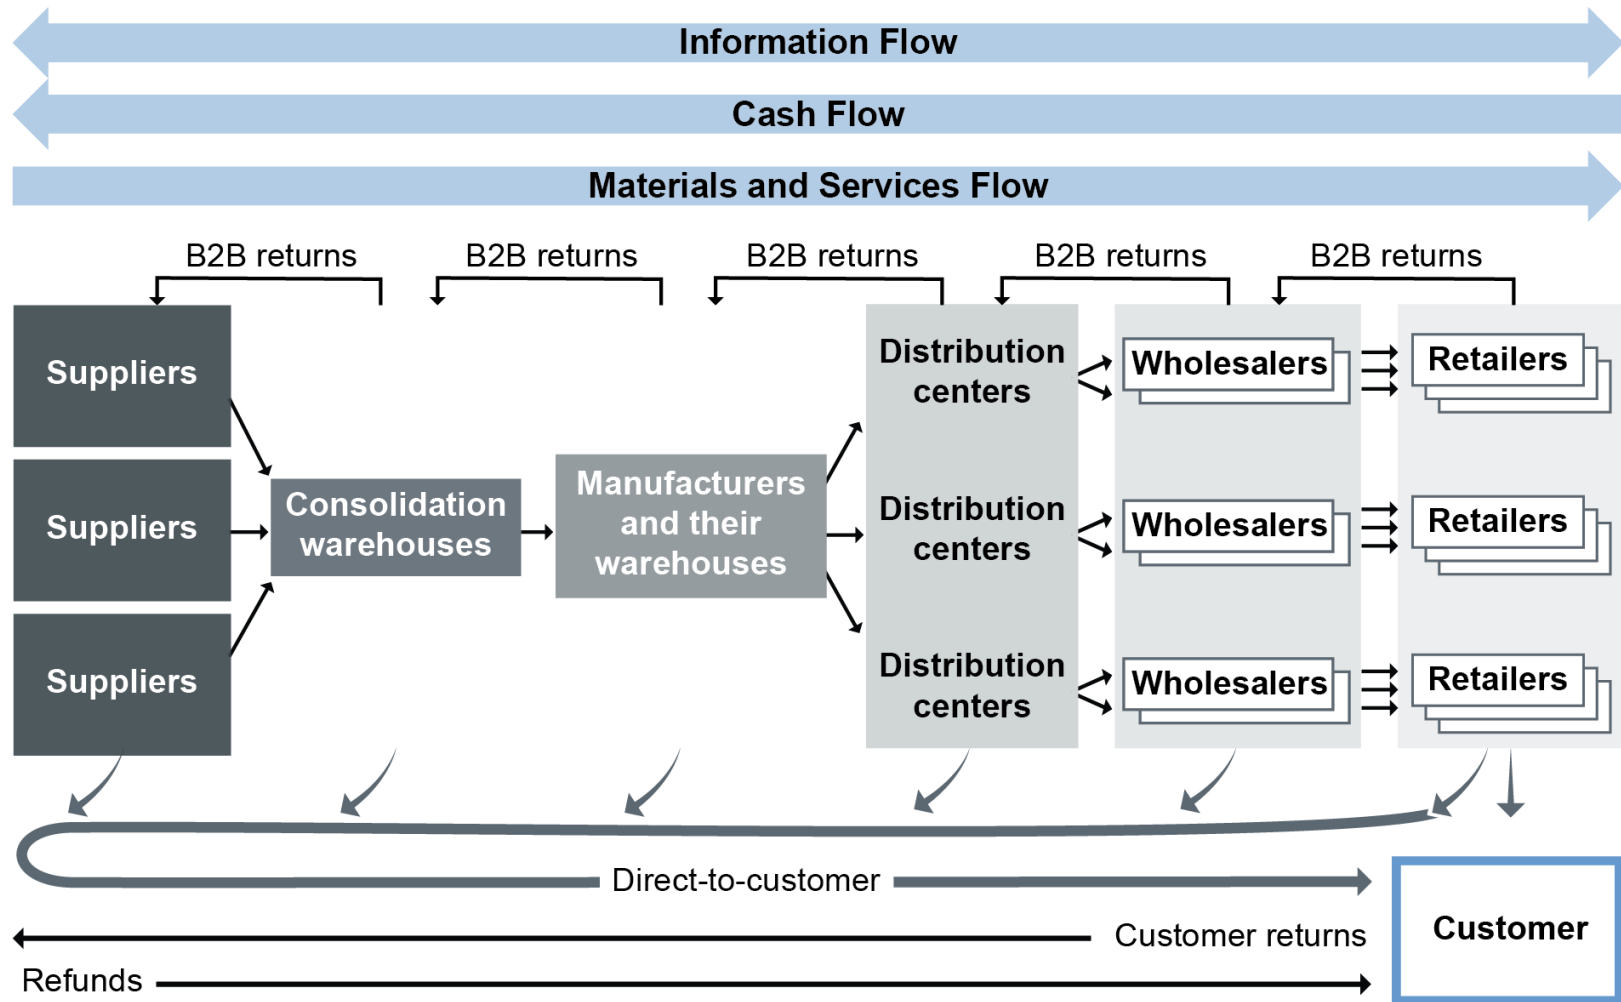 Information Flow
Cash Flow
Materials and Services Flow
B2B returns
B2B returns
B2B returns
B2B returns
B2B returns
Suppliers
Suppliers
Suppliers
Consolidation
warehouses
Manufacturers
and their
warehouses
Distribution
centers
Distribution
centers
Distribution
centers
Wholesalers
Wholesalers
Wholesalers
Retailers
Retailers
Retailers
Direct-to-customer
Customer returns
Refunds
Customer